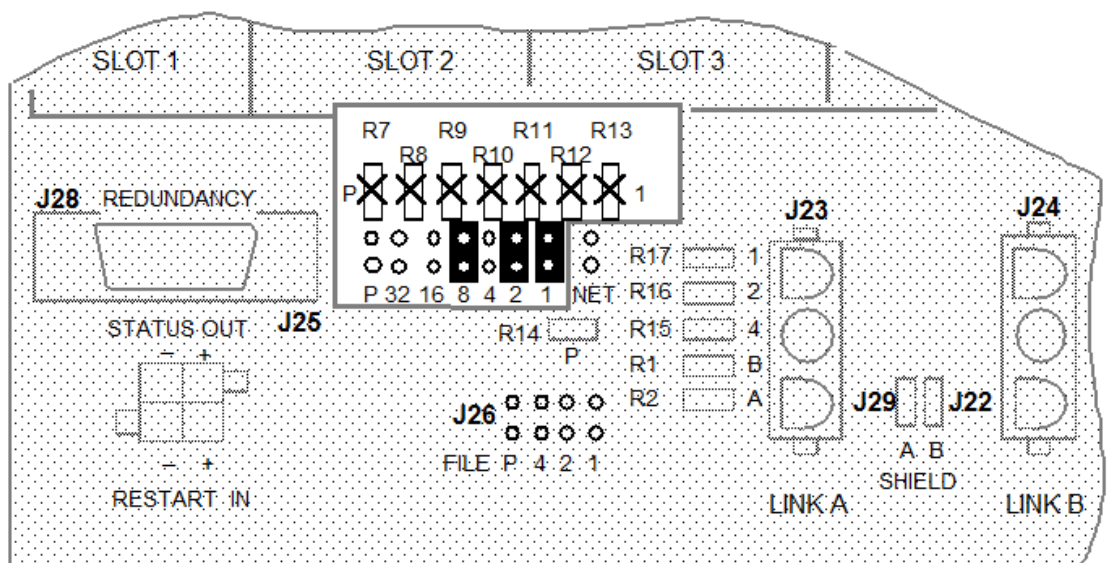 SLOT 1 SLOT 2 SLOT 3
R7 R9 R11 R13
R8 R10 R12
P 1
J28 REDUNDANCY
J23 J24
R17 1
P 32 16 8 4 2 1 NET
R16 2
STATUS OUT J25
– +
R14
P
R15 4
R1 B
R2 A
J26
FILE P 4 2 1
J29 J22
A B
SHIELD
– +
RESTART IN
LINK A LINK B